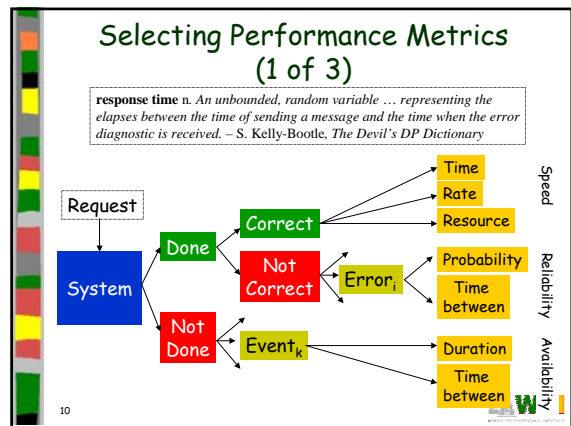 Selecting Performance Metrics
(1 of 3)
response time n. An unbounded, random variable … representing the
elapses between the time of sending a message and the time when the error
diagnostic is received. – S. Kelly-Bootle, The Devil's DP Dictionary
Request
System
Done
Not
Done
Correct
Not
Correct
Error i
Event k
Time
Rate
Resource
Speed
Probability
Time
between
Reliability
Duration
Time
between
Availability
10
W I